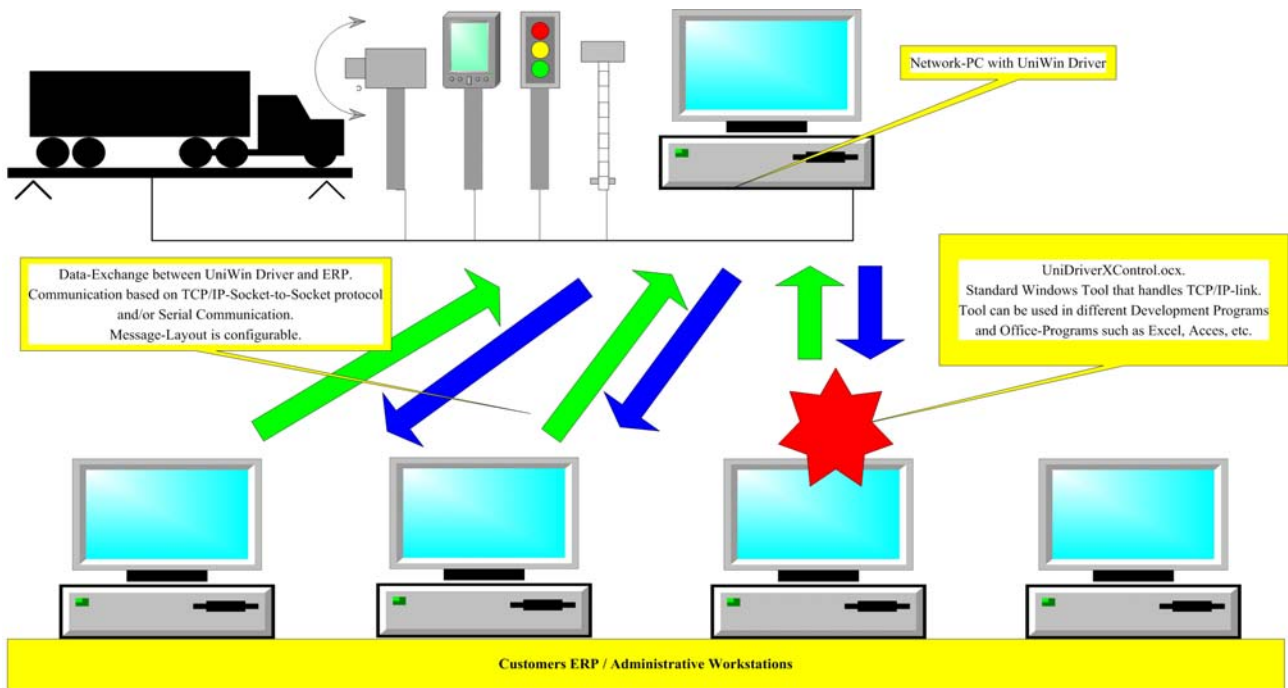 Network-PC with UniWin Driver
Data-Exchange between UniWin Driver and ERP.
Communication based on TCP/IP-Socket-to-Socket protocol
and/or Serial Communication.
Message-Layout is configurable.
UniDriverXControl.ocx.
Standard Windows Tool that handles TCP/IP-link.
Tool can be used in different Development Programs
and Office-Programs such as Excel, Acces, etc.
Customers ERP / Administrative Workstations